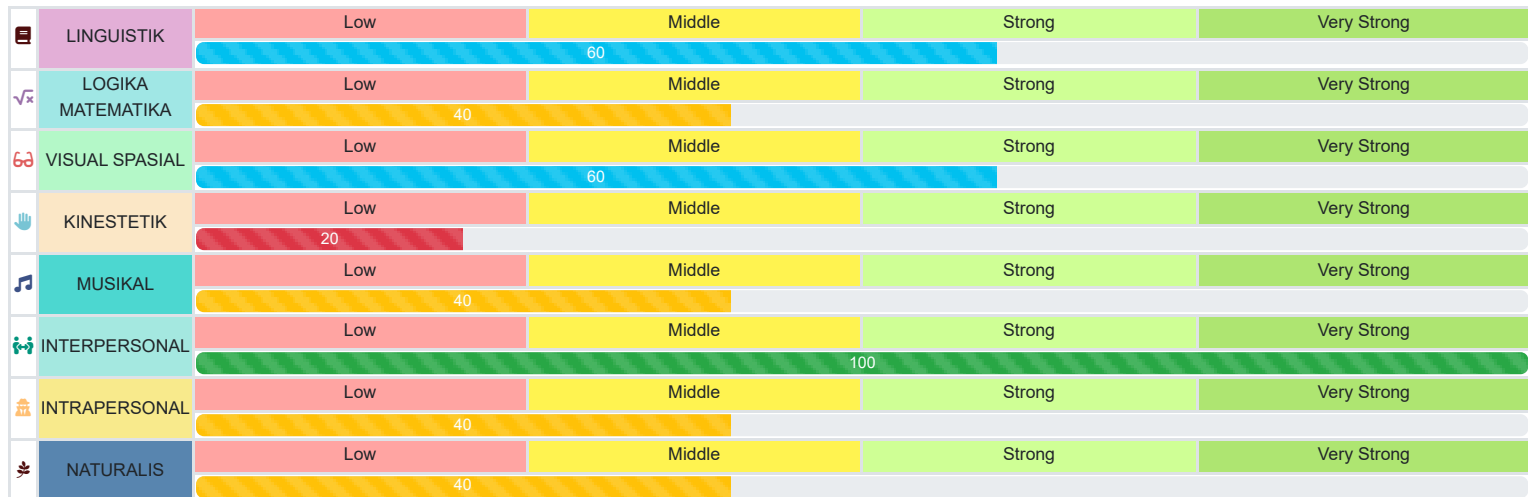 LINGUISTIK
Low Middle Strong Very Strong
60
LOGIKA
MATEMATIKA
Low Middle Strong Very Strong
40
VISUAL SPASIAL
Low Middle Strong Very Strong
60
KINESTETIK
Low Middle Strong Very Strong
20
MUSIKAL
Low Middle Strong Very Strong
40
INTERPERSONAL
Low Middle Strong Very Strong
100
INTRAPERSONAL
Low Middle Strong Very Strong
40
NATURALIS
Low Middle Strong Very Strong
40